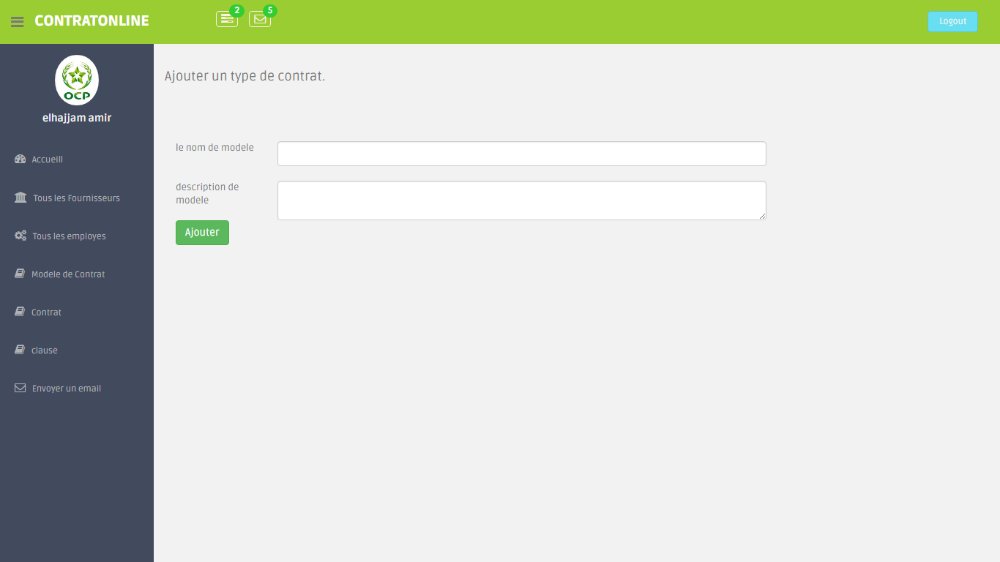 CONTRATONLINE
2
5
Logout
OCP
elhajjam amir
Accueill
Tous les Fournisseurs
Tous les employes
Modele de Contrat
Contrat
clause
Envoyer un email
Ajouter un type de contrat.
le nom de modele
description de
modele
Ajouter